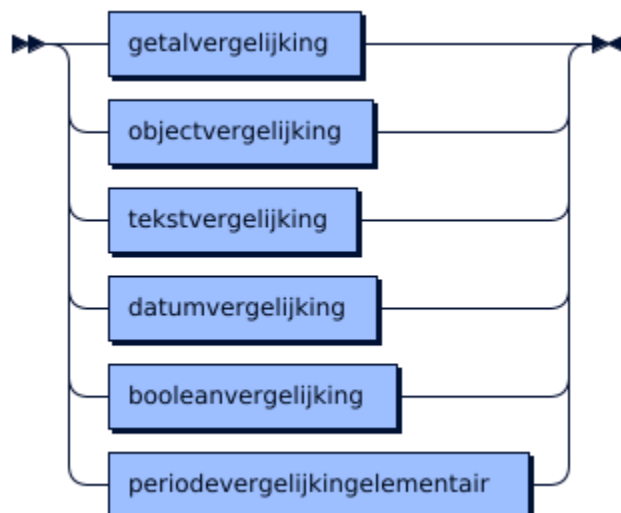 getalvergelijking
objectvergelijking
tekstvergelijking
datumvergelijking
booleanvergelijking
periodevergelijkingelementair